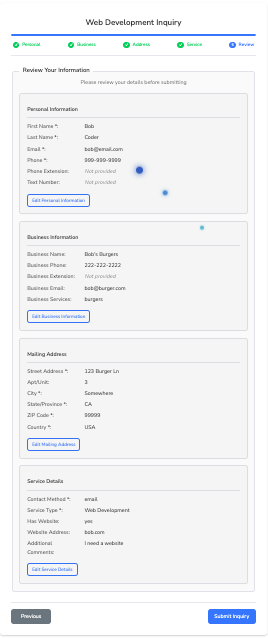 Web Development Inquiry
Personal Business Address Service 5 Review
Review Your Information
Please review your details before submitting
Personal Information
First Name *: Bob
Last Name *: Coder
Email *: bob@email.com
Phone *: 999-999-9999
Phone Extension: Not provided
Text Number: Not provided
Edit Personal Information
Business Information
Business Name: Bob's Burgers
Business Phone: 222-222-2222
Business Extension: Not provided
Business Email: bob@burger.com
Business Services: burgers
Edit Business Information
Mailing Address
Street Address *: 123 Burger Ln
Apt/Unit: 3
City *: Somewhere
State/Province *: CA
ZIP Code *: 99999
Country *: USA
Edit Mailing Address
Service Details
Contact Method *: email
Service Type *: Web Development
Has Website: yes
Website Address: bob.com
Additional I need a website
Comments:
Edit Service Details
Previous Submit Inquiry